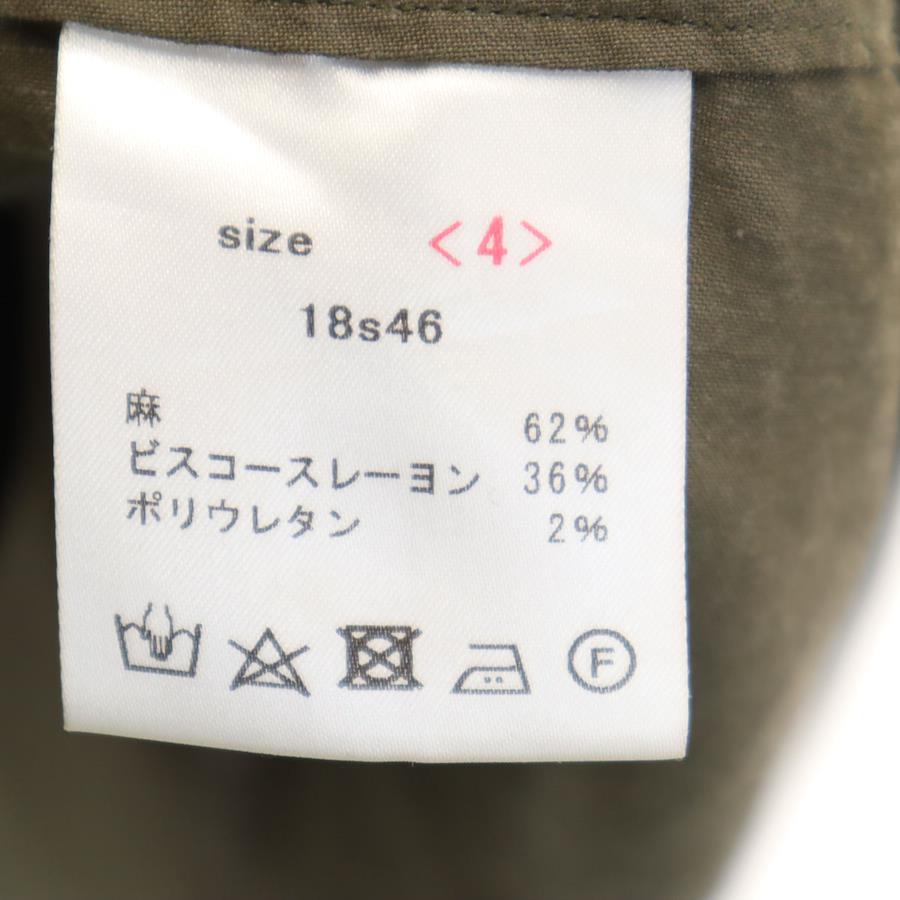 size <4>
18s46
麻 62%
ビスコースレーヨン 36%
ポリウレタン 2%
F